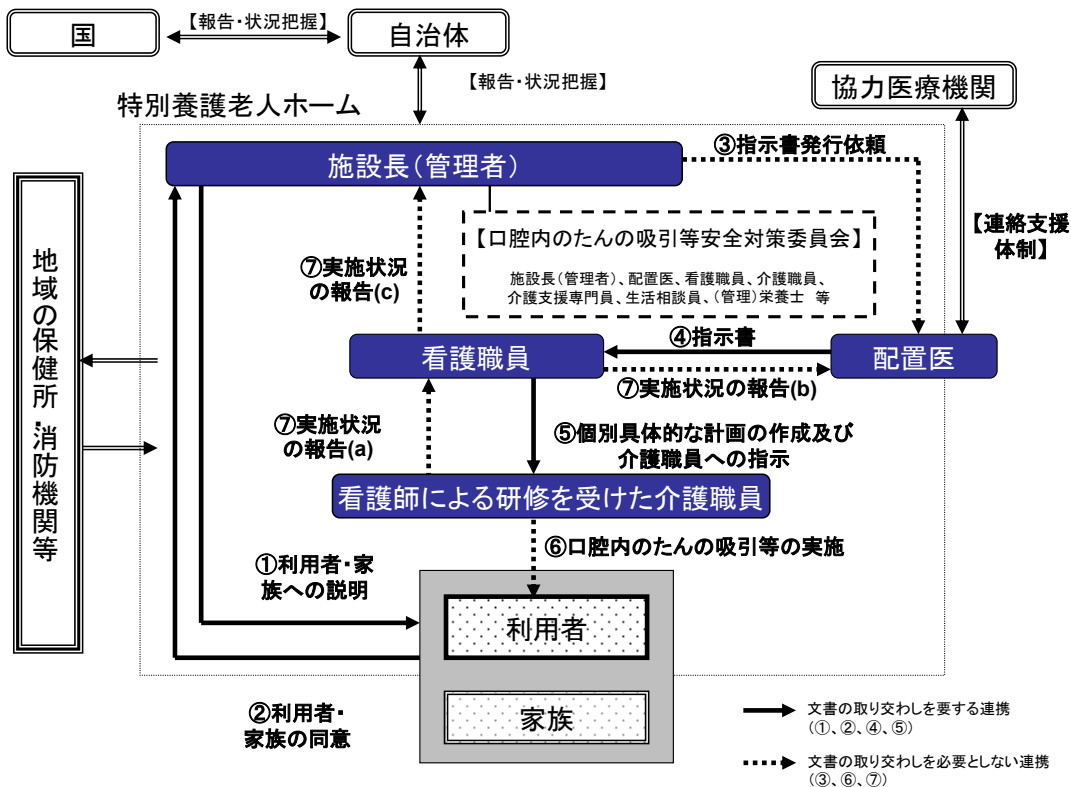 国
【報告・状況把握】
自治体
【報告・状況把握】
協力医療機関
特別養護老人ホーム
③指示書発行依頼
施設長(管理者)
【連絡支援
体制】
【口腔内のたんの吸引等安全対策委員会】
施設長(管理者)、配置医、看護職員、介護職員、
介護支援専門員、生活相談員、(管理)栄養士 等
⑦実施状況
の報告(c)
地域の保健所・消防機関等
④指示書
看護職員
配置医
⑦実施状況の報告(b)
⑦実施状況
の報告(a)
⑤個別具体的な計画の作成及び
介護職員への指示
看護師による研修を受けた介護職員
⑥口腔内のたんの吸引等の実施
①利用者・家
族への説明
利用者
②利用者・
家族の同意
家族
文書の取り交わしを要する連携
(①、②、④、⑤)
文書の取り交わしを必要としない連携
(③、⑥、⑦)